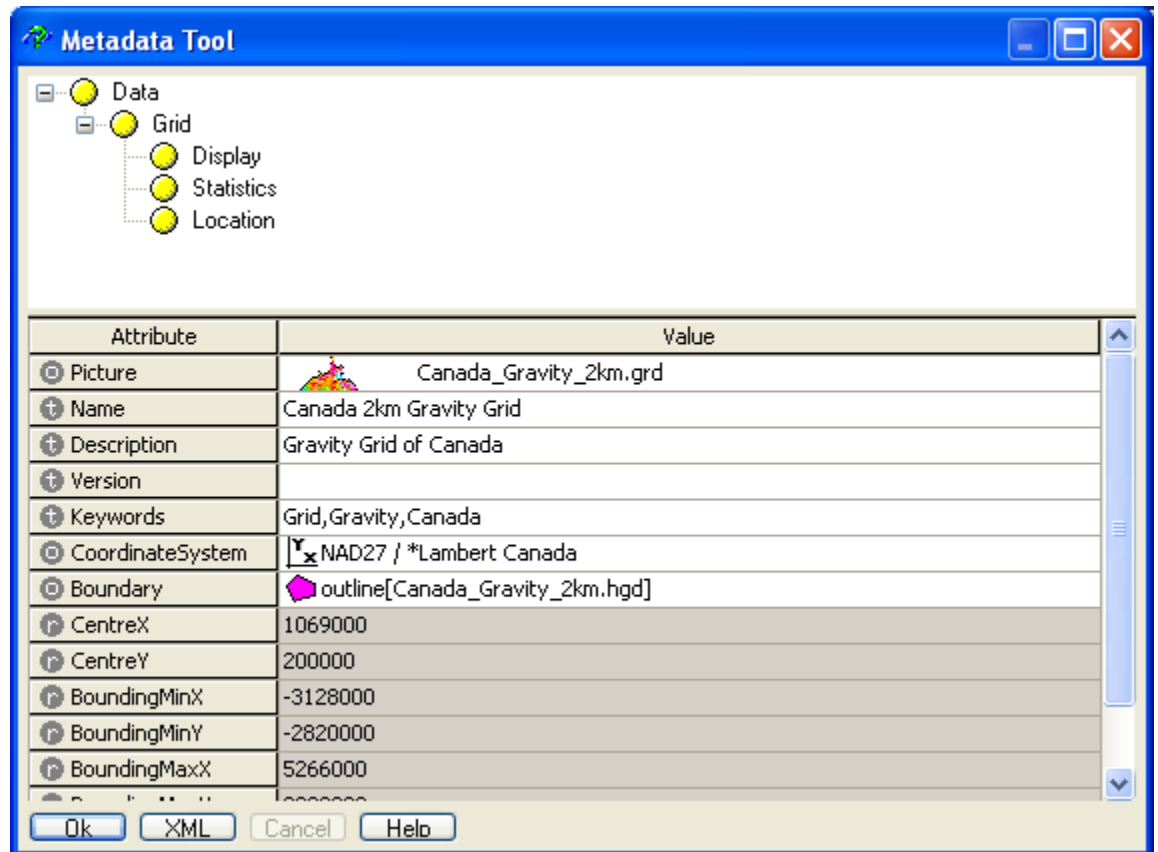 Metadata Tool
Data
Grid
Display
Statistics
Location
Attribute Value
Picture Canada_Gravity_2km.grd
Name Canada 2km Gravity Grid
Description Gravity Grid of Canada
Version
Keywords Grid,Gravity,Canada
CoordinateSystem NAD27 / *Lambert Canada
Boundary outline[Canada_Gravity_2km.hgd]
CentreX 1069000
CentreY 200000
BoundingMinX -3128000
BoundingMinY -2820000
BoundingMaxX 5266000
Ok XML Cancel Help